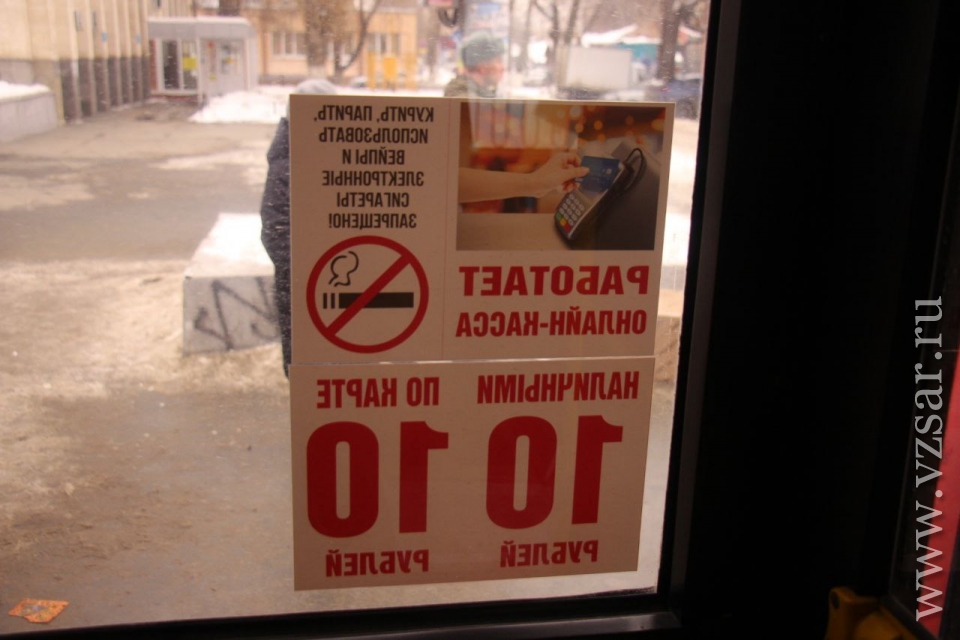 КУРИТЬ, ПАРИТЬ,
ИСПОЛЬЗОВАТЬ
ВЕЙПЫ И
ЭЛЕКТРОННЫЕ
СИГАРЕТЫ
ЗАПРЕЩЕНО!
РАБОТАЕТ
ОНЛАЙН-КАССА
НАЛИЧНЫМИ
10
РУБЛЕЙ
ПО КАРТЕ
10
РУБЛЕЙ
www.vzsar.ru